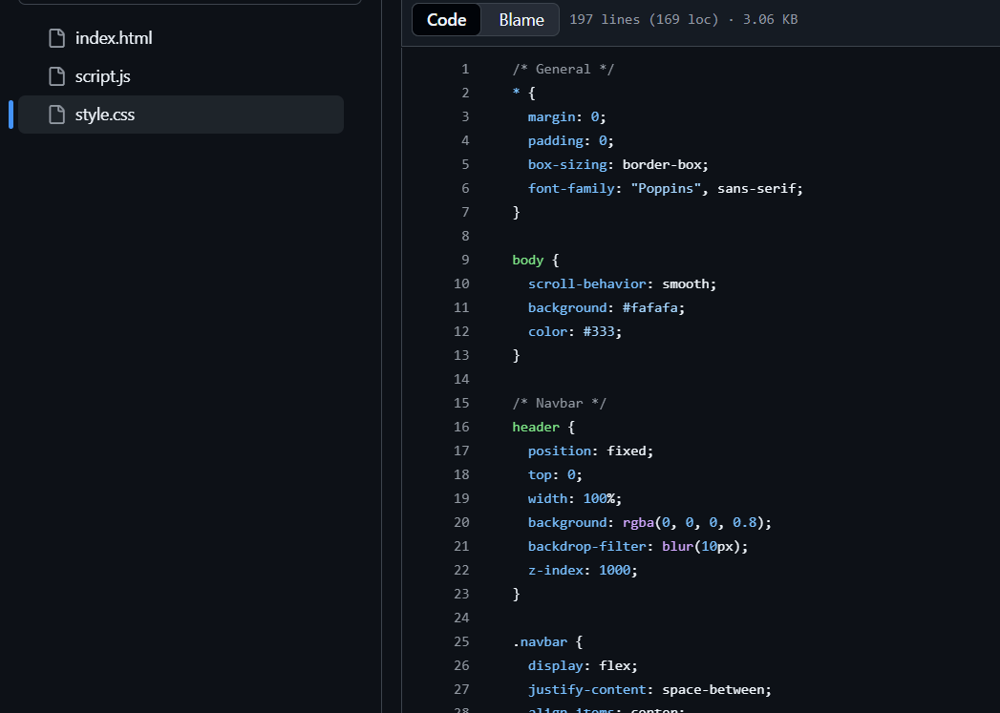 index.html
script.js
style.css
Code Blame 197 lines (169 loc) · 3.06 KB
1 /* General */
2 * {
3 margin: 0;
4 padding: 0;
5 box-sizing: border-box;
6 font-family: "Poppins", sans-serif;
7 }
8
9 body {
10 scroll-behavior: smooth;
11 background: #fafafa;
12 color: #333;
13 }
14
15 /* Navbar */
16 header {
17 position: fixed;
18 top: 0;
19 width: 100%;
20 background: rgba(0, 0, 0, 0.8);
21 backdrop-filter: blur(10px);
22 z-index: 1000;
23 }
24
25 .navbar {
26 display: flex;
27 justify-content: space-between;
28 align-items: center;